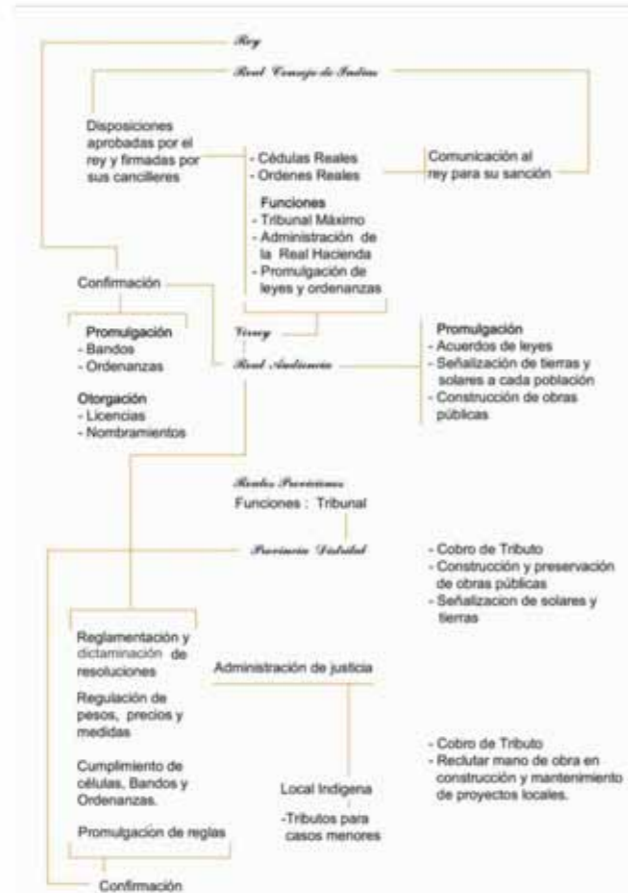 Rey
Real Consejo de Indias
Disposiciones
aprobadas por el
rey y firmadas por
sus cancilleres
- Cédulas Reales
- Ordenes Reales
Funciones
- Tribunal Máximo
- Administración de
la Real Hacienda
- Promulgación de
leyes y ordenanzas
Comunicación al
rey para su sanción
Confirmación
Promulgación
- Bandos
- Ordenanzas
Otorgación
- Licencias
- Nombramientos
Virrey
Real Audiencia
Promulgación
- Acuerdos de leyes
- Señalización de tierras y
solares a cada población
- Construcción de obras
públicas
Reales Provisiones
Funciones : Tribunal
Provincia Distrital
- Cobro de Tributo
- Construcción y preservación
de obras públicas
- Señalizacion de solares y
tierras
Reglamentación y
dictaminación de
resoluciones
Regulación de
pesos, precios y
medidas
Cumplimiento de
células, Bandos y
Ordenanzas.
Promulgacion de reglas
Confirmación
Administración de justicia
Local Indigena
-Tributos para
casos menores
- Cobro de Tributo
- Reclutar mano de obra en
construcción y mantenimiento
de proyectos locales.